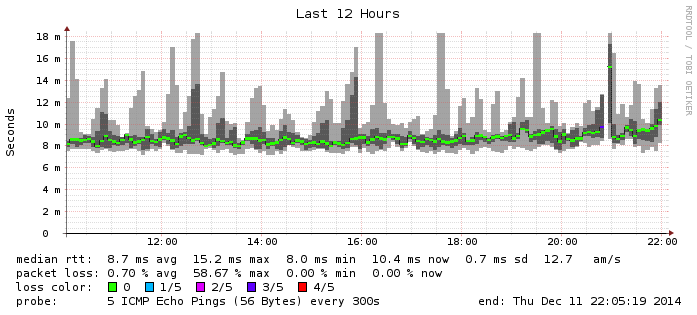 Last 12 Hours
RRDTOOL / TOBI OETIKER
Seconds
18 m
16 m
14 m
12 m
10 m
8 m
6 m
4 m
2 m
0
12:00 14:00 16:00 18:00 20:00 22:00
median rtt: 8.7 ms avg 15.2 ms max 8.0 ms min 10.4 ms now 0.7 ms sd 12.7 am/s
packet loss: 0.70 % avg 58.67 % max 0.00 % min 0.00 % now
loss color: 0 1/5 2/5 3/5 4/5
probe: 5 ICMP Echo Pings (56 Bytes) every 300s end: Thu Dec 11 22:05:19 2014